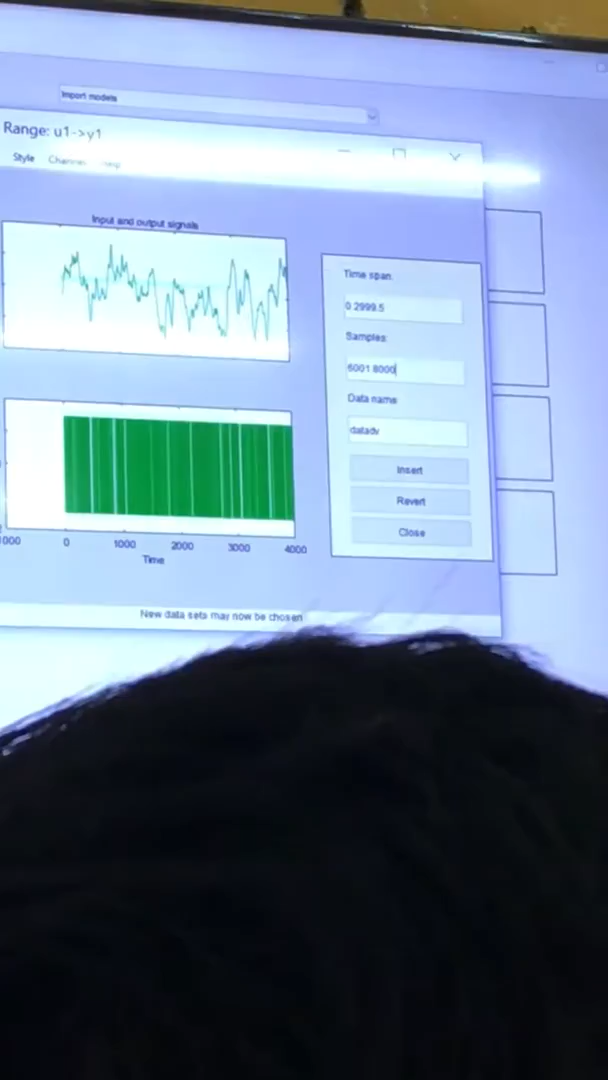 Import models
Range: u1->y1
Style
Input and output signals
Time span:
0 2999.5
Samples:
6001 8000
Data name:
datadv
Insert
Revert
Close
0 1000 2000 3000 4000
Time
New data sets may now be chosen